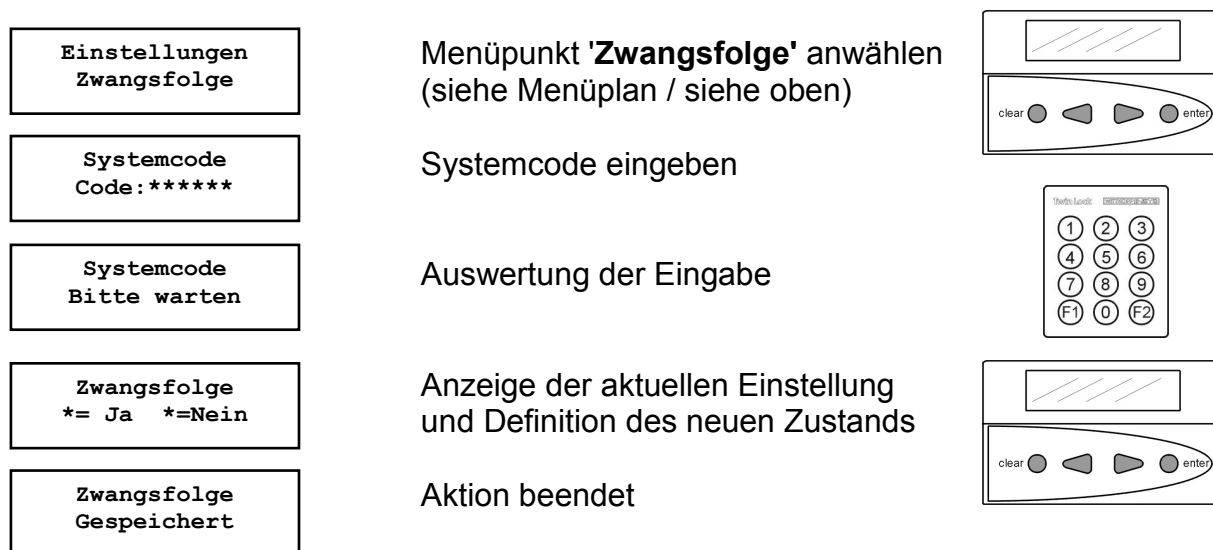 Einstellungen
Zwangsfolge
Menüpunkt 'Zwangsfolge' anwählen
(siehe Menüplan / siehe oben)
clear
enter
Systemcode
Code:******
Systemcode eingeben
Twin Lock
1 2 3
4 5 6
7 8 9
F1 0 F2
Systemcode
Bitte warten
Auswertung der Eingabe
Zwangsfolge
*= Ja *=Nein
Anzeige der aktuellen Einstellung
und Definition des neuen Zustands
clear
enter
Zwangsfolge
Gespeichert
Aktion beendet